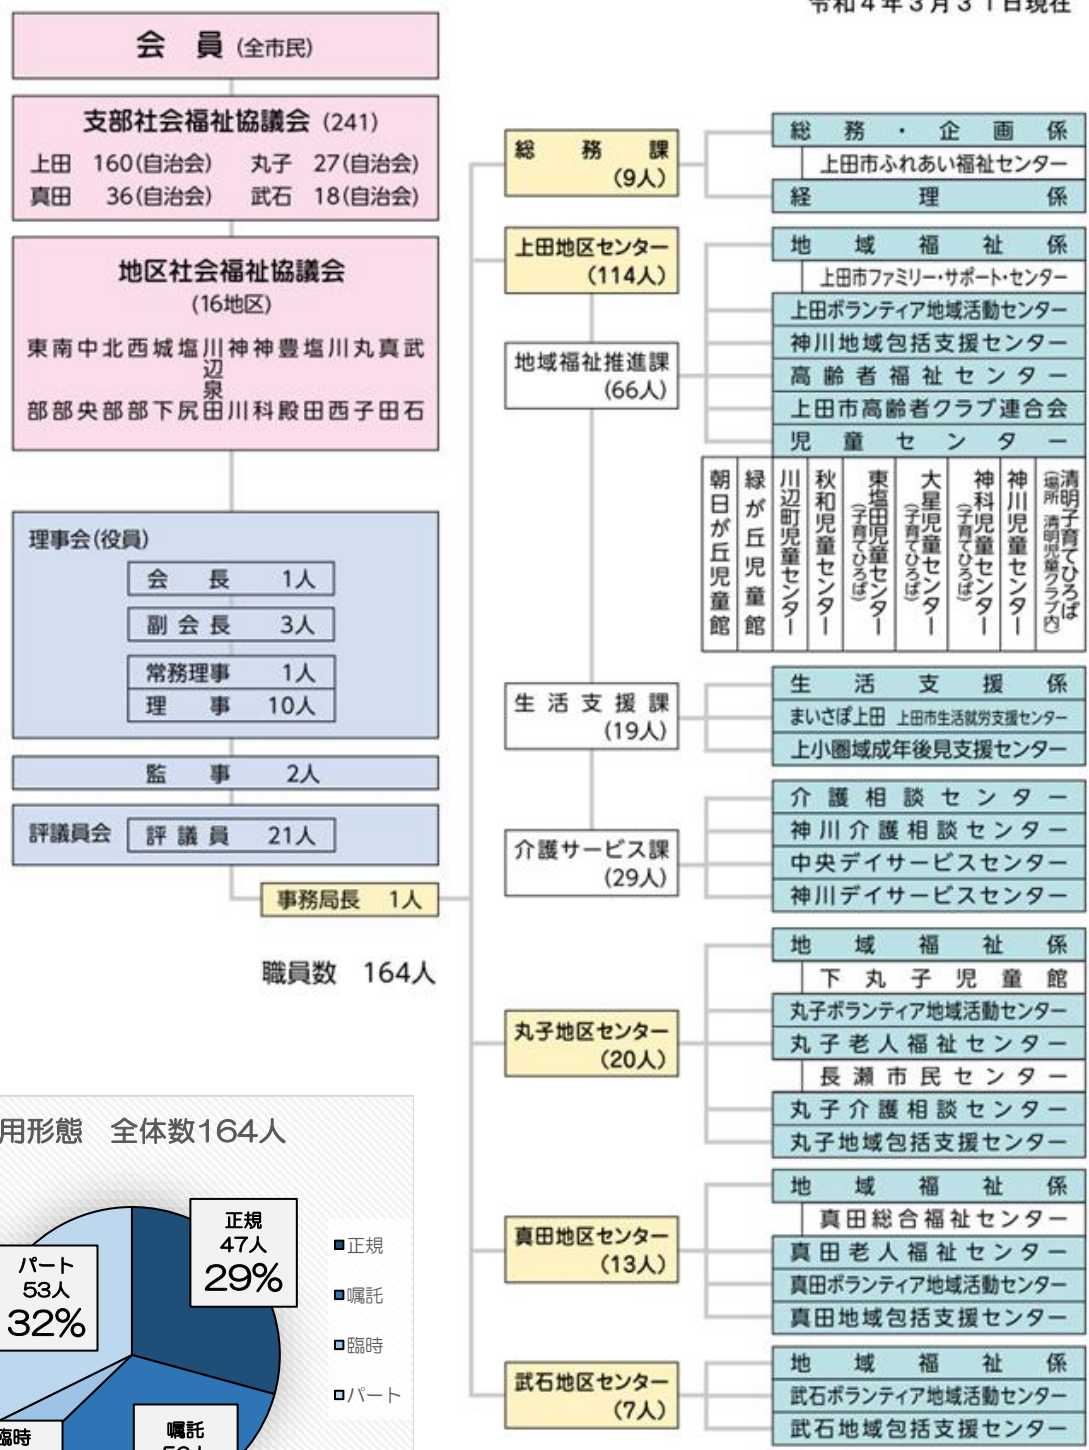 令和４年３月３１日現在
会員(全市民)
支部社会福祉協議会(241)
上田 160(自治会) 丸子 27(自治会)
真田 36(自治会) 武石 18(自治会)
地区社会福祉協議会
(16地区)
東部
南部
中央
北部
西部
城下
塩尻
川辺泉田
神川
神科
豊殿
塩田
川西
丸子
真田
武石
理事会(役員)
会長 1人
副会長 3人
常務理事 1人
理事 10人
監事 2人
評議員会 評議員 21人
事務局長 1人
職員数 164人
総務課
(9人)
総務・企画係
上田市ふれあい福祉センター
経理係
上田地区センター
(114人)
地域福祉推進課
(66人)
地域福祉係
上田市ファミリー・サポート・センター
上田ボランティア地域活動センター
神川地域包括支援センター
高齢者福祉センター
上田市高齢者クラブ連合会
児童センター
朝日が丘児童館
緑が丘児童館
川辺町児童センター
秋和児童センター
東塩田児童センター
(子育てひろば)
大星児童センター
(子育てひろば)
神科児童センター
(子育てひろば)
神川児童センター
清明子育てひろば
(場所 清明児童クラブ内)
生活支援課
(19人)
生活支援係
まいさぽ上田 上田市生活就労支援センター
上小圏域成年後見支援センター
介護サービス課
(29人)
介護相談センター
神川介護相談センター
中央デイサービスセンター
神川デイサービスセンター
丸子地区センター
(20人)
地域福祉係
下丸子児童館
丸子ボランティア地域活動センター
丸子老人福祉センター
長瀬市民センター
丸子介護相談センター
丸子地域包括支援センター
真田地区センター
(13人)
地域福祉係
真田総合福祉センター
真田老人福祉センター
真田ボランティア地域活動センター
真田地域包括支援センター
武石地区センター
(7人)
地域福祉係
武石ボランティア地域活動センター
武石地域包括支援センター
用形態 全体数164人
正規
47人
29%
パート
53人
32%
臨時
嘱託
正規
嘱託
臨時
パート